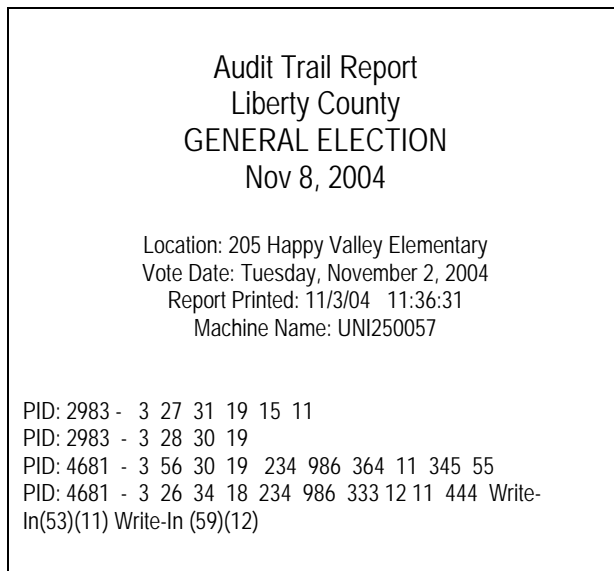 Audit Trail Report
Liberty County
GENERAL ELECTION
Nov 8, 2004
Location: 205 Happy Valley Elementary
Vote Date: Tuesday, November 2, 2004
Report Printed: 11/3/04 11:36:31
Machine Name: UNI250057
PID: 2983 - 3 27 31 19 15 11
PID: 2983 - 3 28 30 19
PID: 4681 - 3 56 30 19 234 986 364 11 345 55
PID: 4681 - 3 26 34 18 234 986 333 12 11 444 Write-
In(53)(11) Write-In (59)(12)